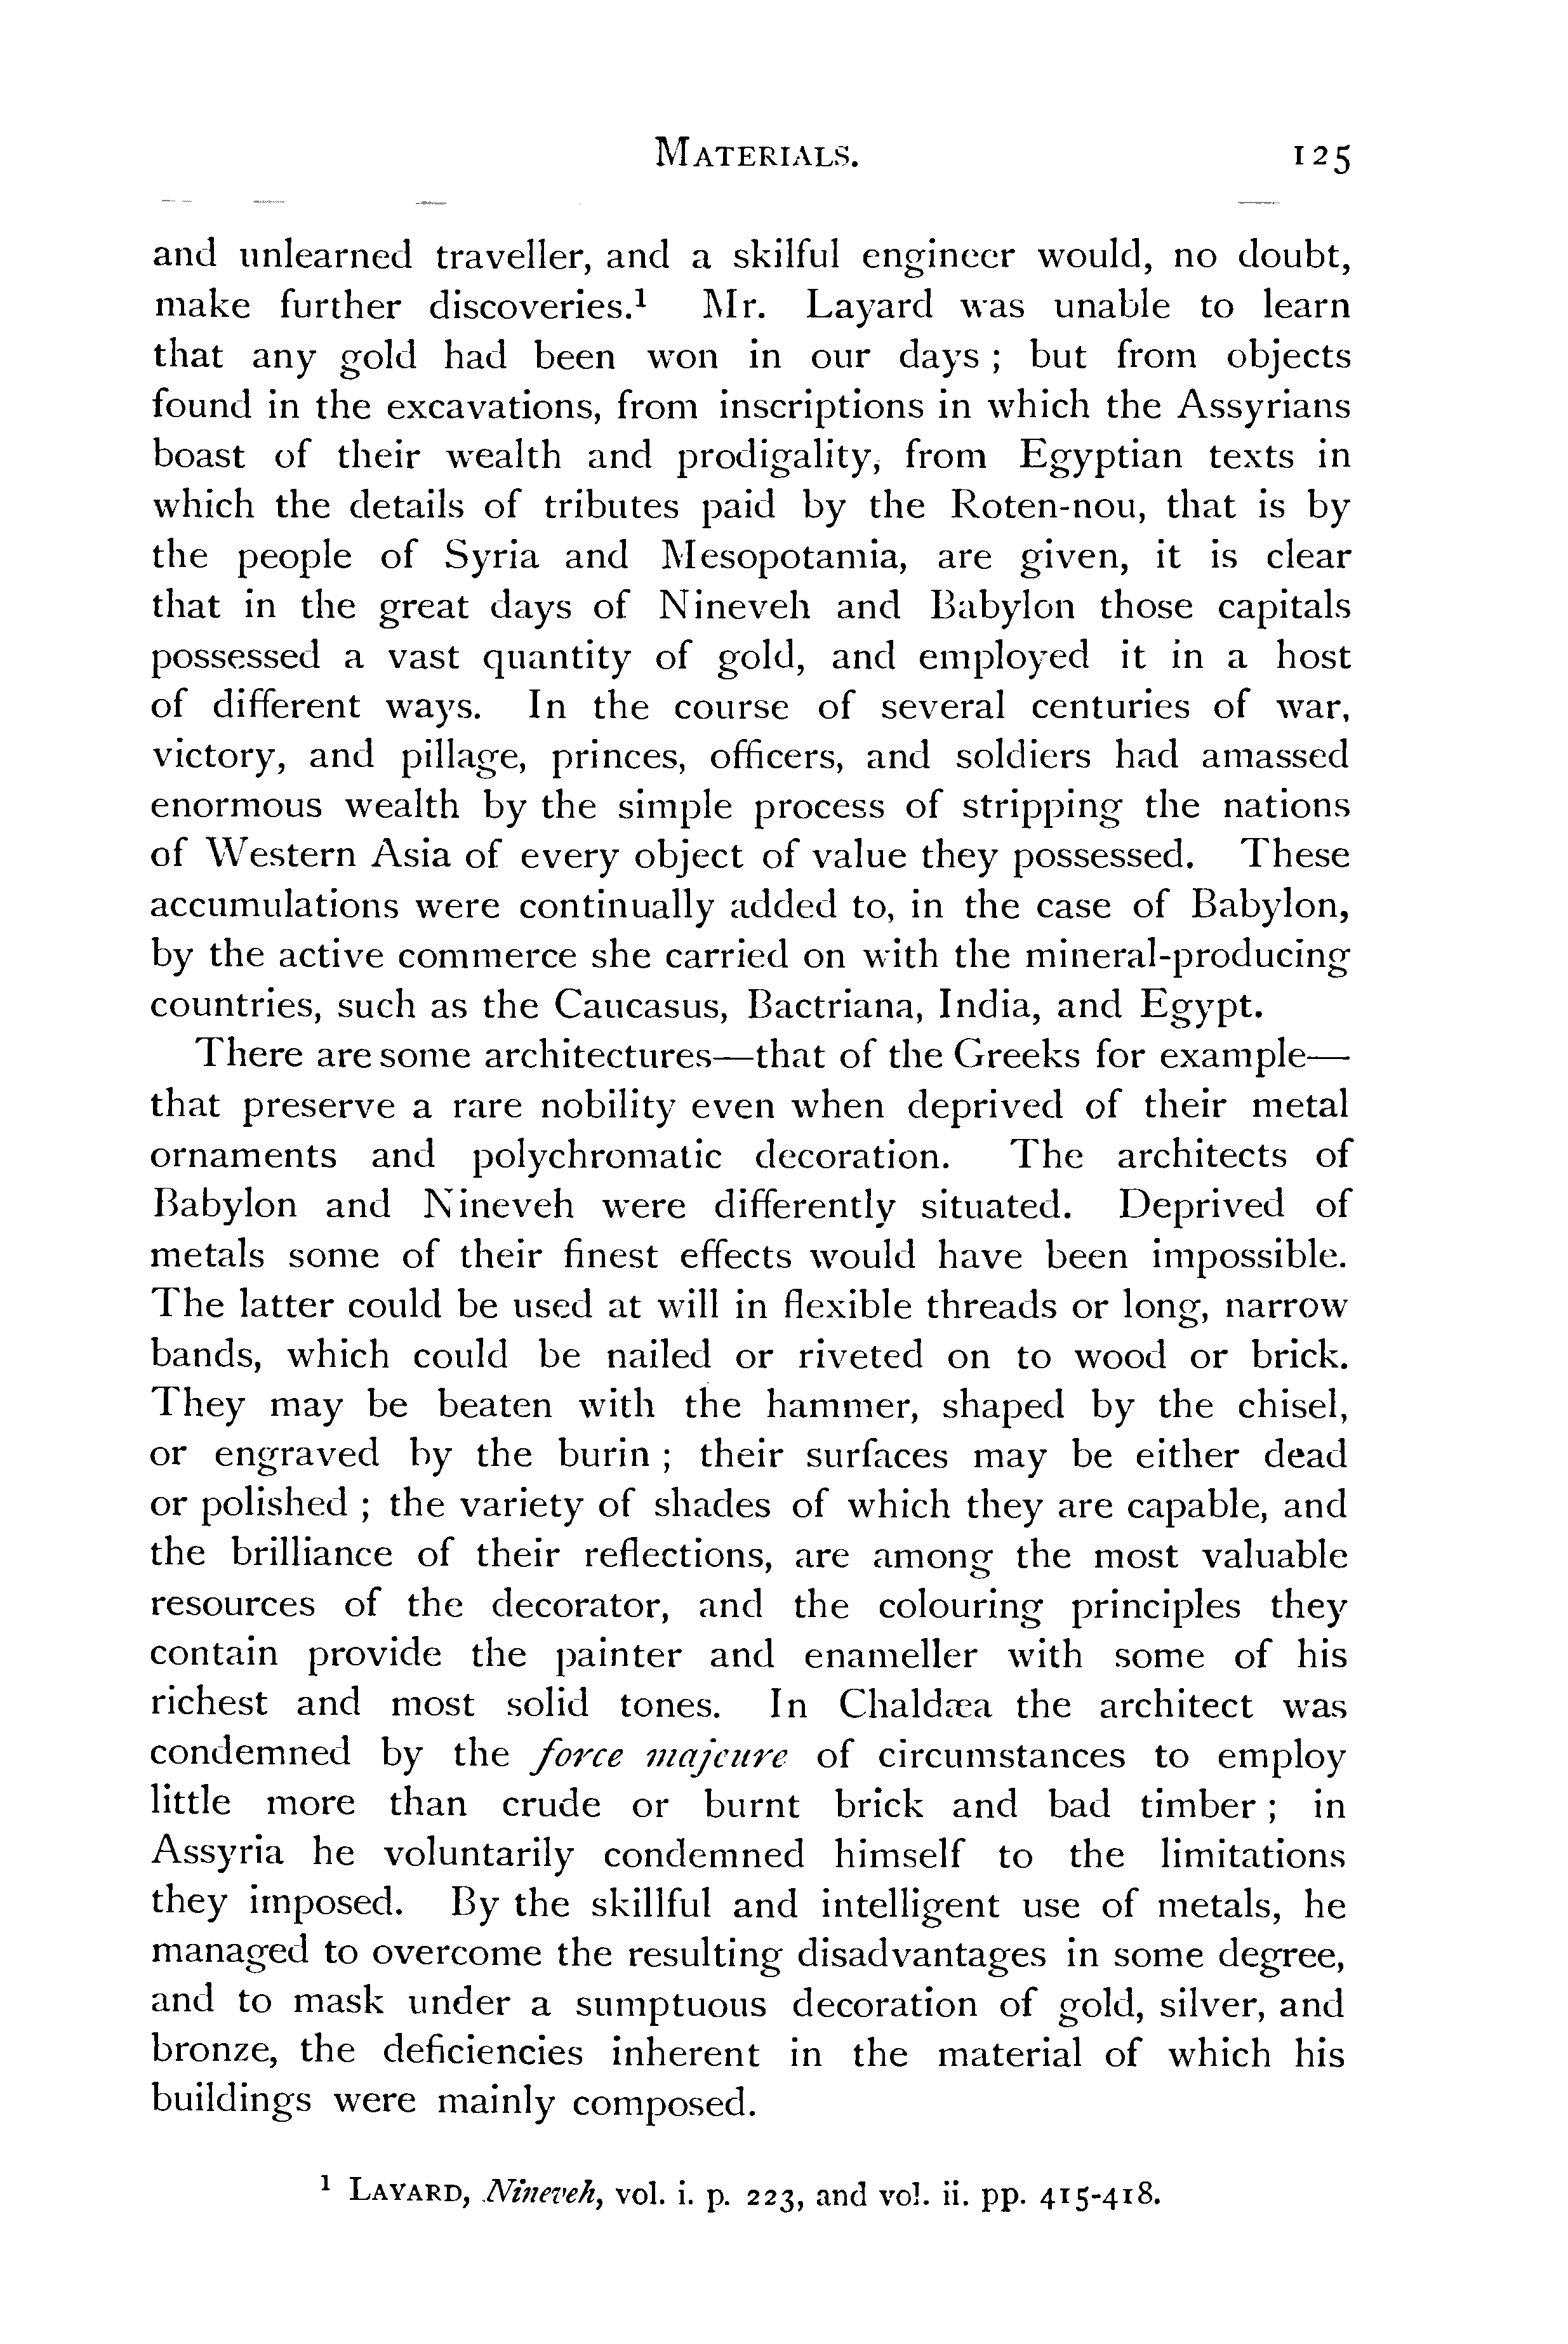 MATERIALS. 125
and unlearned traveller, and a skilful engineer would, no doubt,
make further discoveries.¹ Mr. Layard was unable to learn
that any gold had been won in our days ; but from objects
found in the excavations, from inscriptions in which the Assyrians
boast of their wealth and prodigality, from Egyptian texts in
which the details of tributes paid by the Roten-nou, that is by
the people of Syria and Mesopotamia, are given, it is clear
that in the great days of Nineveh and Babylon those capitals
possessed a vast quantity of gold, and employed it in a host
of different ways. In the course of several centuries of war,
victory, and pillage, princes, officers, and soldiers had amassed
enormous wealth by the simple process of stripping the nations
of Western Asia of every object of value they possessed. These
accumulations were continually added to, in the case of Babylon,
by the active commerce she carried on with the mineral-producing
countries, such as the Caucasus, Bactriana, India, and Egypt.
There are some architectures—that of the Greeks for example—
that preserve a rare nobility even when deprived of their metal
ornaments and polychromatic decoration. The architects of
Babylon and Nineveh were differently situated. Deprived of
metals some of their finest effects would have been impossible.
The latter could be used at will in flexible threads or long, narrow
bands, which could be nailed or riveted on to wood or brick.
They may be beaten with the hammer, shaped by the chisel,
or engraved by the burin ; their surfaces may be either dead
or polished ; the variety of shades of which they are capable, and
the brilliance of their reflections, are among the most valuable
resources of the decorator, and the colouring principles they
contain provide the painter and enameller with some of his
richest and most solid tones. In Chaldæa the architect was
condemned by the force majeure of circumstances to employ
little more than crude or burnt brick and bad timber ; in
Assyria he voluntarily condemned himself to the limitations
they imposed. By the skillful and intelligent use of metals, he
managed to overcome the resulting disadvantages in some degree,
and to mask under a sumptuous decoration of gold, silver, and
bronze, the deficiencies inherent in the material of which his
buildings were mainly composed.
¹ LAYARD, Nineveh, vol. i. p. 223, and vol. ii. pp. 415-418.